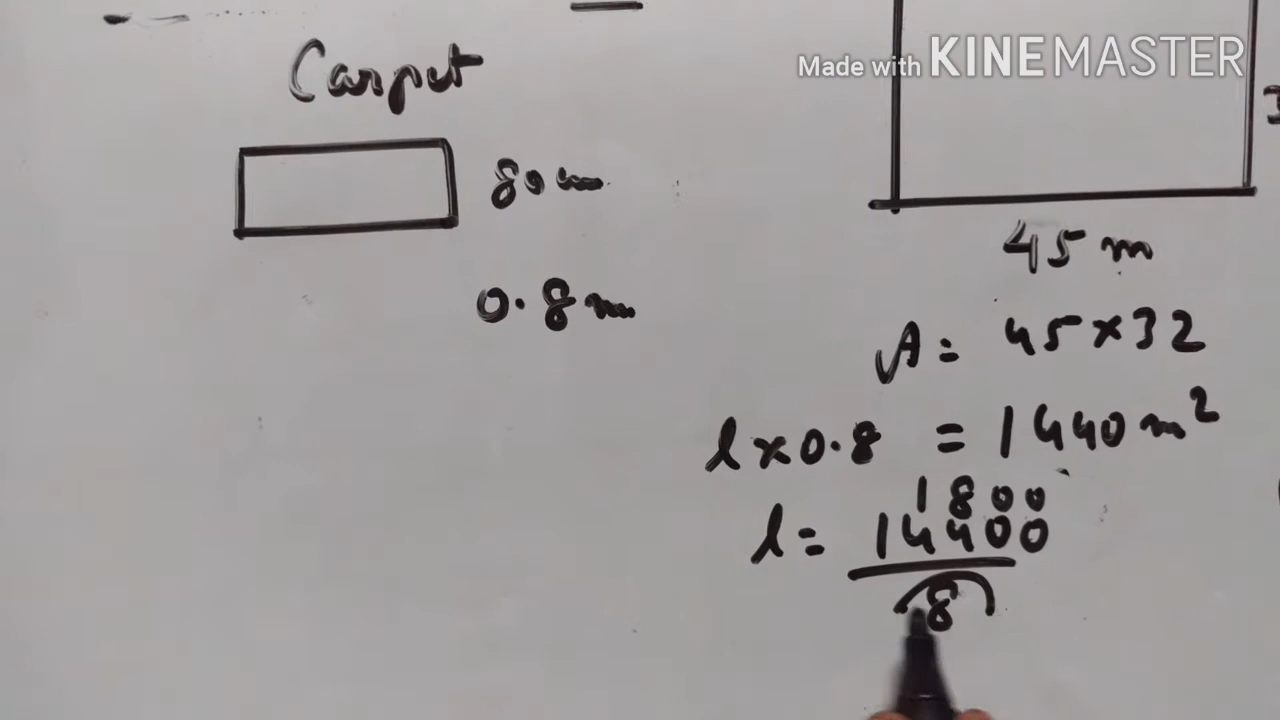 Made with KINEMASTER
Carpet
80 cm
0.8 m
45 m
A = 45 × 32
l × 0.8 = 1440 m²
1800
l = 14400
8